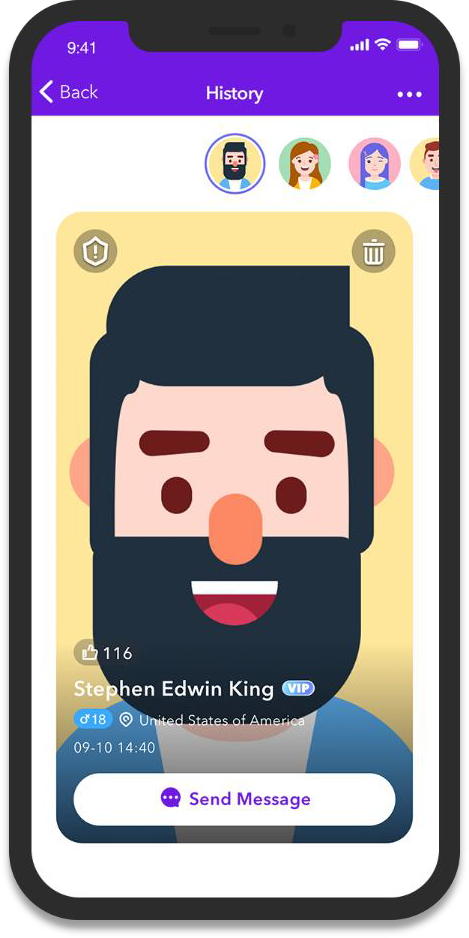 9:41
Back
History
116
Stephen Edwin King VIP
18 United States of America
09-10 14:40
Send Message